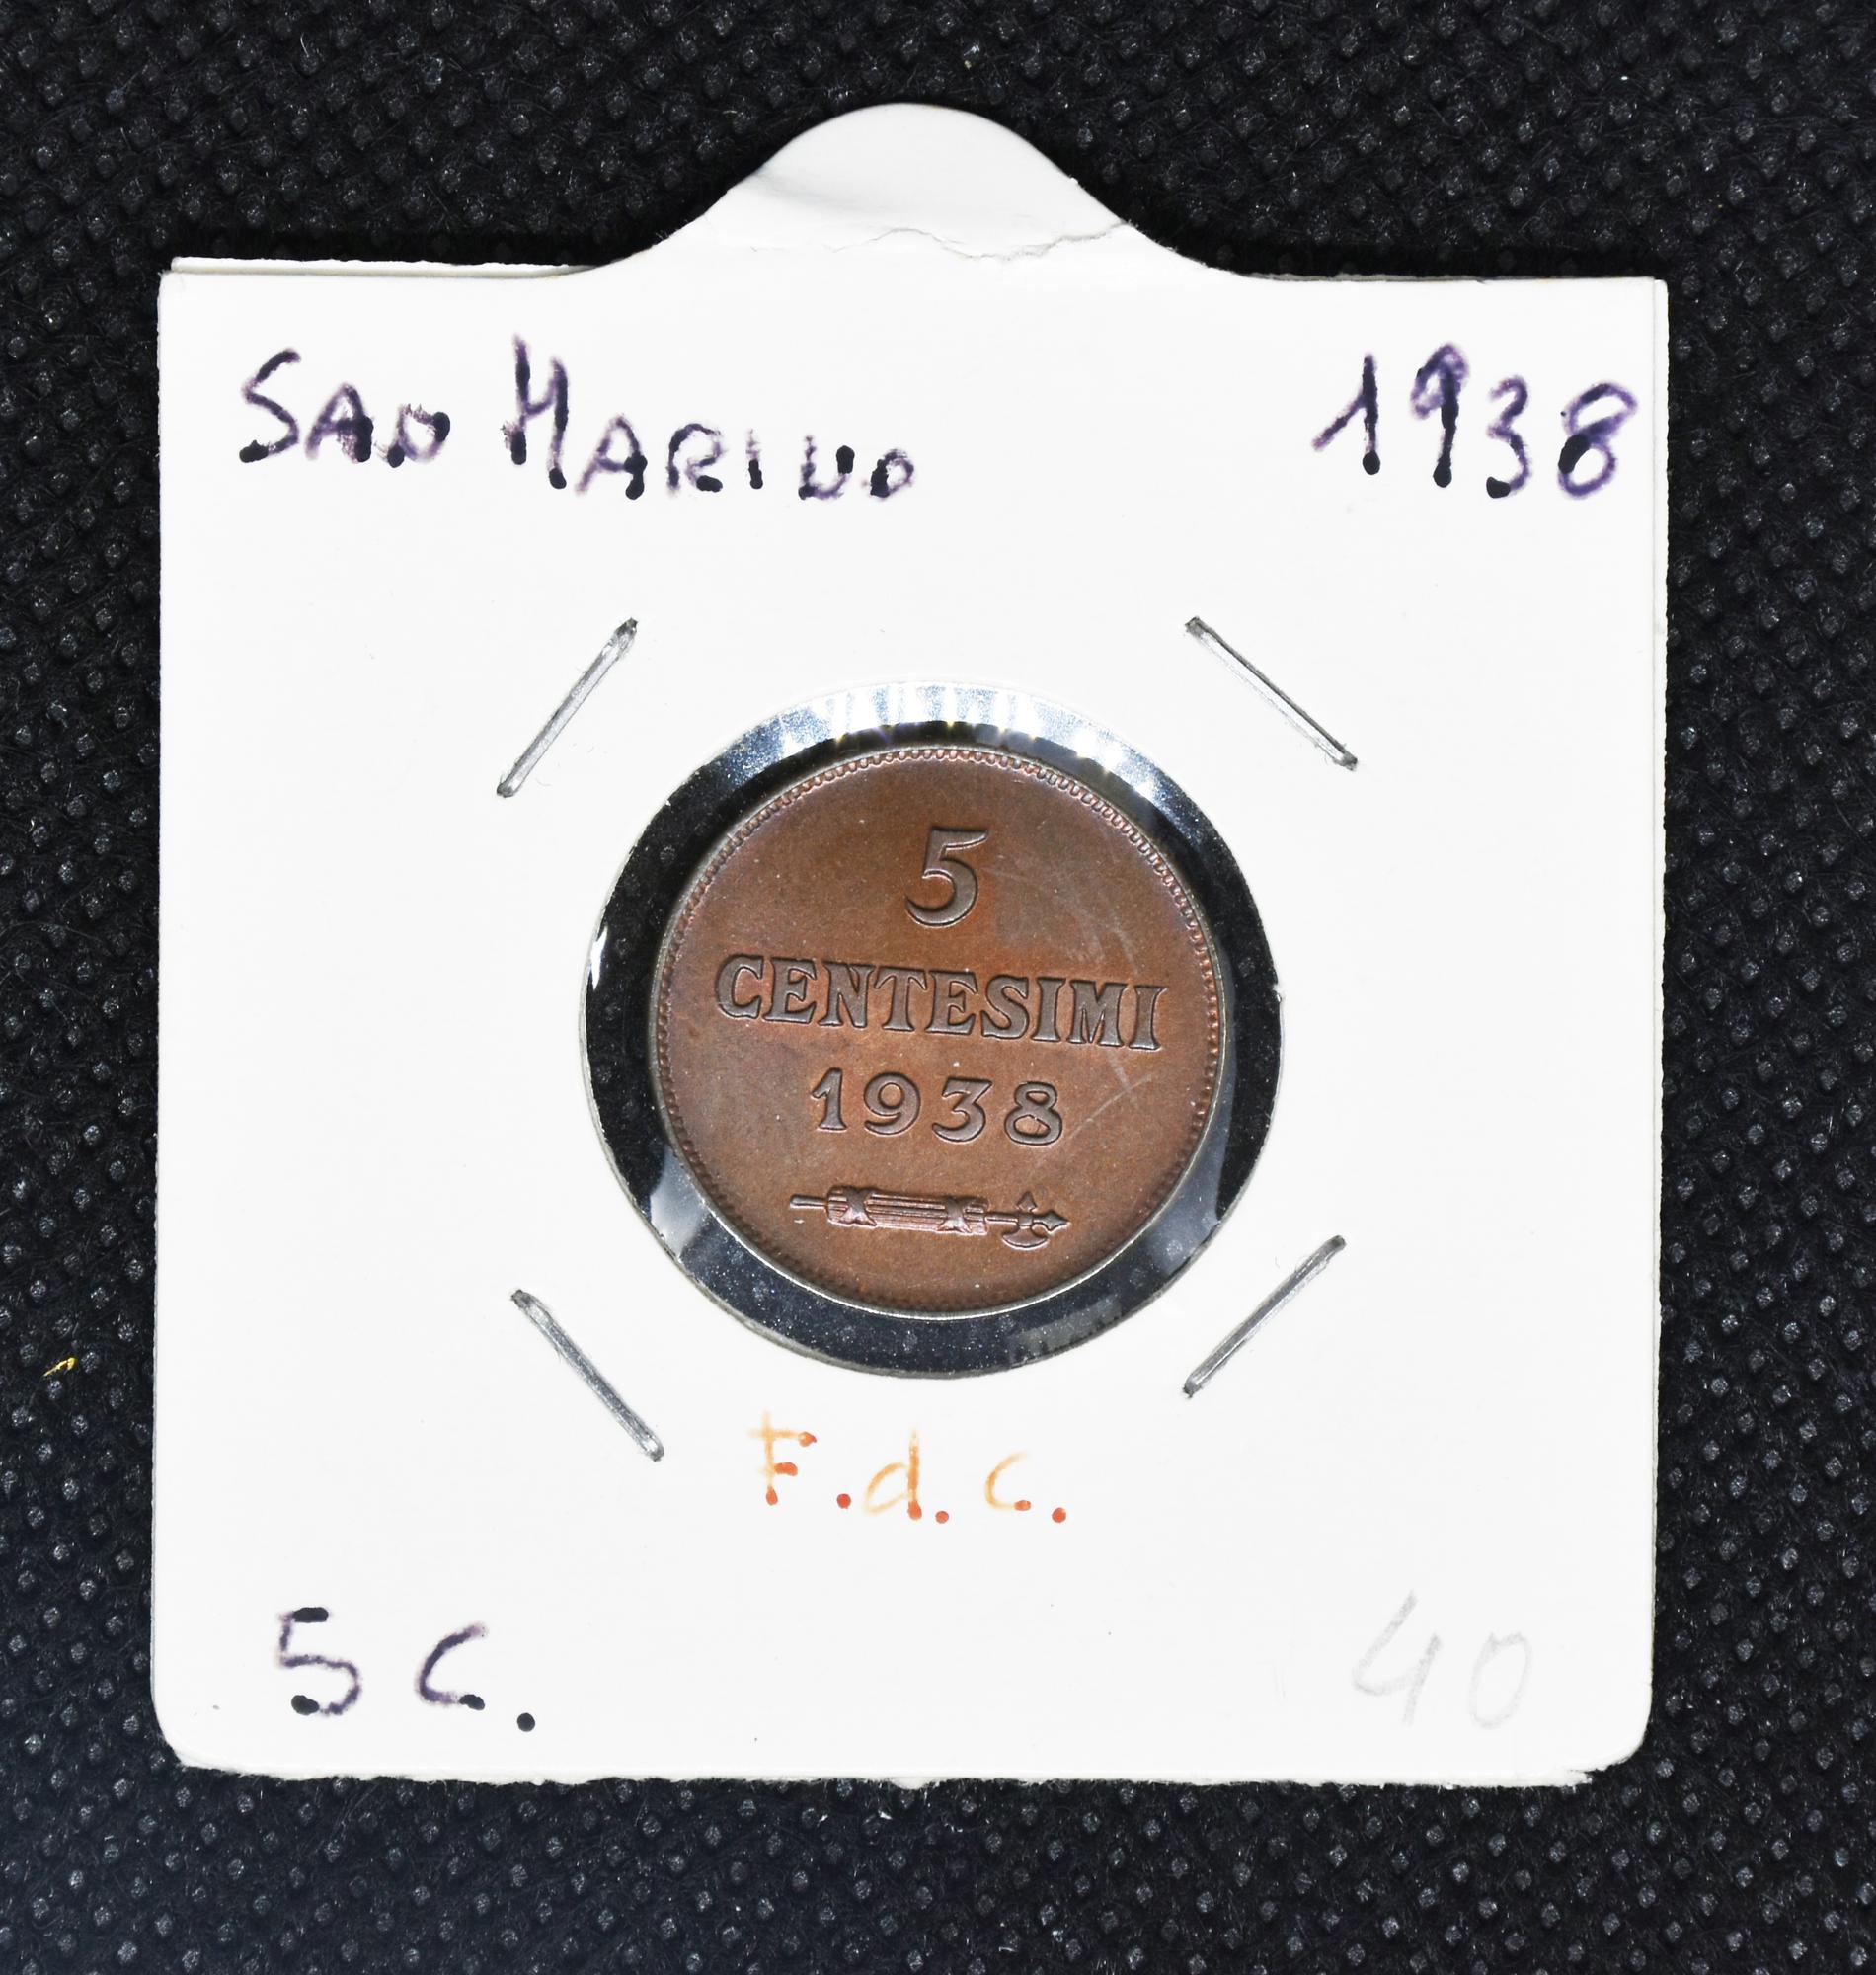 SAN MARINO 1938
5
CENTESIMI
1938
F.d.c.
5 c. 40